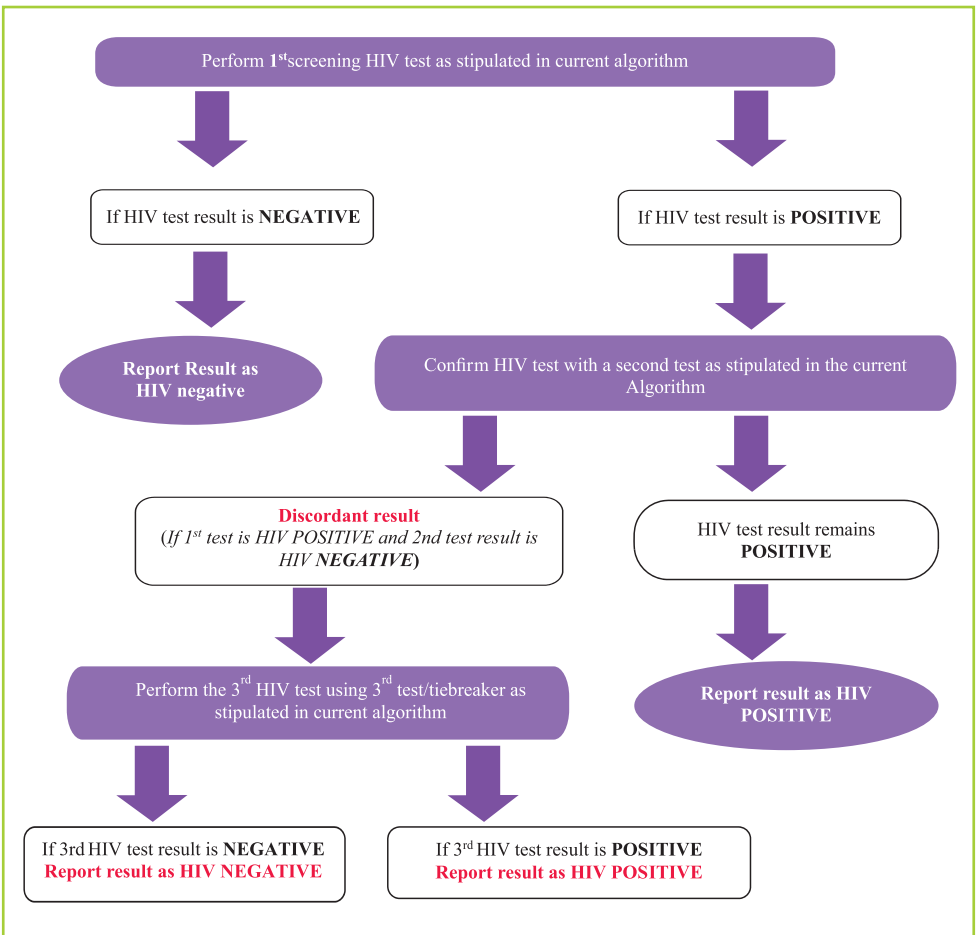 Perform 1stscreening HIV test as stipulated in current algorithm
If HIV test result is NEGATIVE
If HIV test result is POSITIVE
Report Result as
HIV negative
Confirm HIV test with a second test as stipulated in the current
Algorithm
Discordant result
(If 1st test is HIV POSITIVE and 2nd test result is
HIV NEGATIVE)
HIV test result remains
POSITIVE
Perform the 3rd HIV test using 3rd test/tiebreaker as
stipulated in current algorithm
Report result as HIV
POSITIVE
If 3rd HIV test result is NEGATIVE
Report result as HIV NEGATIVE
If 3rd HIV test result is POSITIVE
Report result as HIV POSITIVE